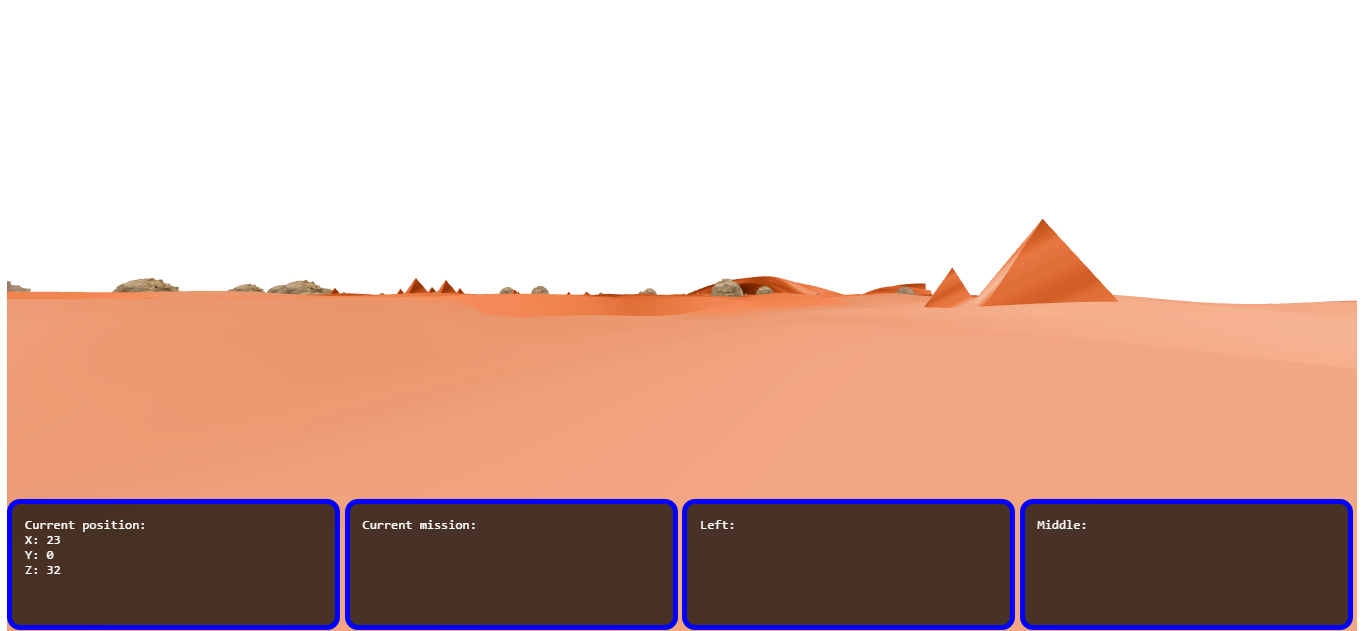 Current position:
X: 23
Y: 0
Z: 32
Current mission:
Left:
Middle: